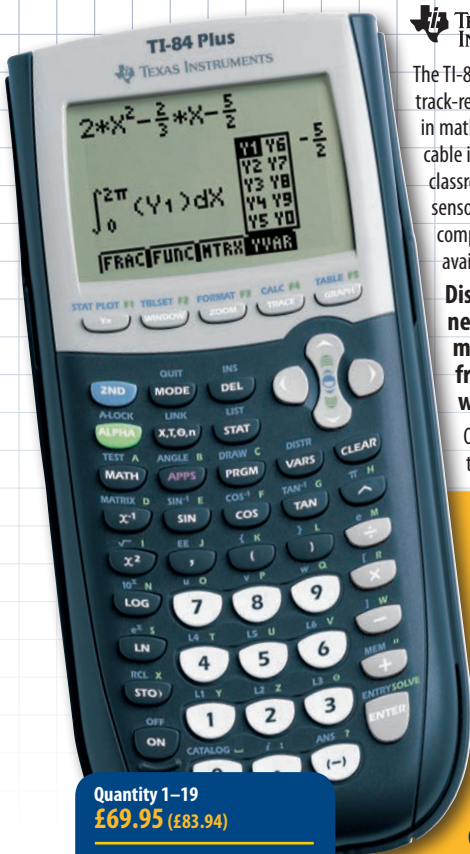 TI-84 Plus
TEXAS INSTRUMENTS
2*X²-2/3*X-5/2
∫₀²π(Y₁)dX
-5/2
Y1 Y6
Y2 Y7
Y3 Y8
Y4 Y9
Y5 Y0
FRAC FUNC MTRX YVAR
STAT PLOT F1 TBLSET F2 FORMAT F3 CALC F4 TABLE F5
Y= WINDOW ZOOM TRACE GRAPH
QUIT INS
2ND MODE DEL
A-LOCK LINK LIST
ALPHA X,T,Θ,n STAT
TEST A ANGLE B DRAW C DISTR
MATH APPS PRGM VARS CLEAR
MATRIX D SIN⁻¹ E COS⁻¹ F TAN⁻¹ G π H
x⁻¹ SIN COS TAN ^
√ I EE J { K } L e M
x² , ( ) ÷
10ˣ N u O v P w Q [ R
LOG 7 8 9 ×
eˣ S L4 T L5 U L6 V ] W
LN 4 5 6 −
RCL X L1 Y L2 Z L3 θ MEM "
STO› 1 2 3 +
OFF CATALOG i : ANS ? ENTRY SOLVE
ON (−) ENTER
Quantity 1–19
£69.95 (£83.94)
The TI-8
track-re
in math
cable i
classro
senso
comp
avai
Dis
ne
m
fr
w